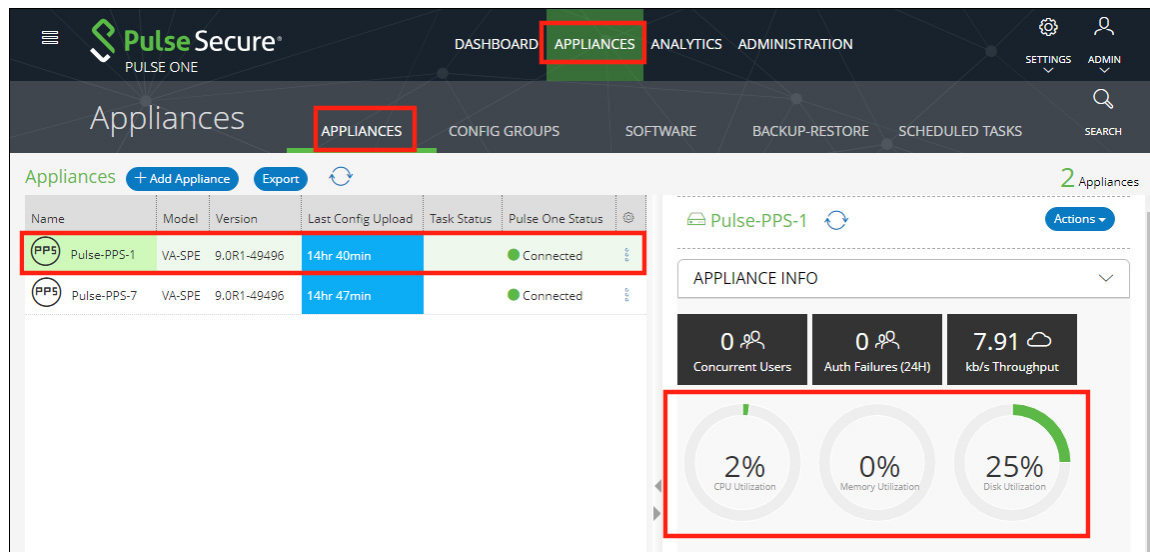 Pulse Secure®
PULSE ONE
DASHBOARD APPLIANCES ANALYTICS ADMINISTRATION
SETTINGS ADMIN
Appliances
APPLIANCES CONFIG GROUPS SOFTWARE BACKUP-RESTORE SCHEDULED TASKS
SEARCH
Appliances + Add Appliance Export
2 Appliances
Name Model Version Last Config Upload Task Status Pulse One Status
PPS Pulse-PPS-1 VA-SPE 9.0R1-49496 14hr 40min Connected
PPS Pulse-PPS-7 VA-SPE 9.0R1-49496 14hr 47min Connected
Pulse-PPS-1 Actions
APPLIANCE INFO
0 0 7.91
Concurrent Users Auth Failures (24H) kb/s Throughput
2% 0% 25%
CPU Utilization Memory Utilization Disk Utilization